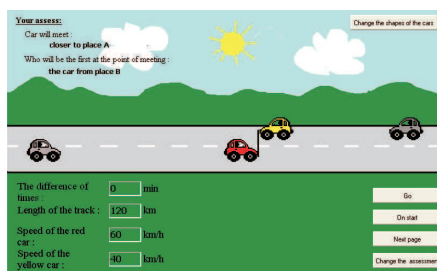 Your assess:
Car will meet :
closer to place A
Who will be the first at the point of meeting :
the car from place B
Change the shapes of the cars
The difference of
times :
0 min
Length of the track : 120 km
Speed of the red
car :
60 km/h
Speed of the
yellow car :
40 km/h
Go
On start
Next page
Change the assessmen